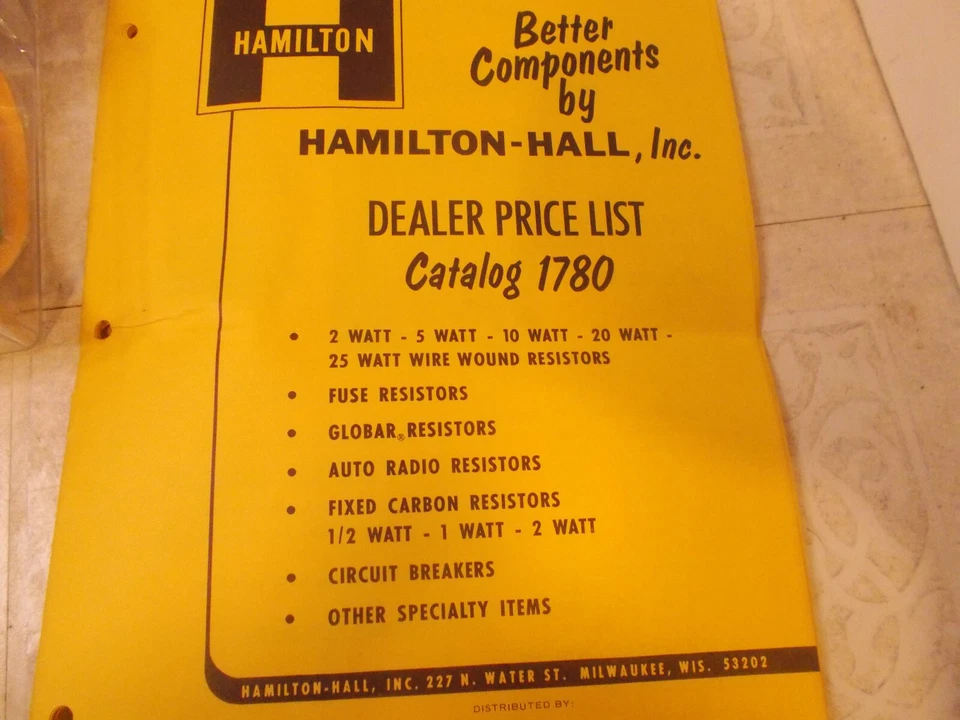 HAMILTON
Better
Components
by
HAMILTON-HALL, Inc.
DEALER PRICE LIST
Catalog 1780
• 2 WATT - 5 WATT - 10 WATT - 20 WATT -
25 WATT WIRE WOUND RESISTORS
• FUSE RESISTORS
• GLOBAR® RESISTORS
• AUTO RADIO RESISTORS
• FIXED CARBON RESISTORS
1/2 WATT - 1 WATT - 2 WATT
• CIRCUIT BREAKERS
• OTHER SPECIALTY ITEMS
HAMILTON-HALL, INC. 227 N. WATER ST. MILWAUKEE, WIS. 53202
DISTRIBUTED BY: